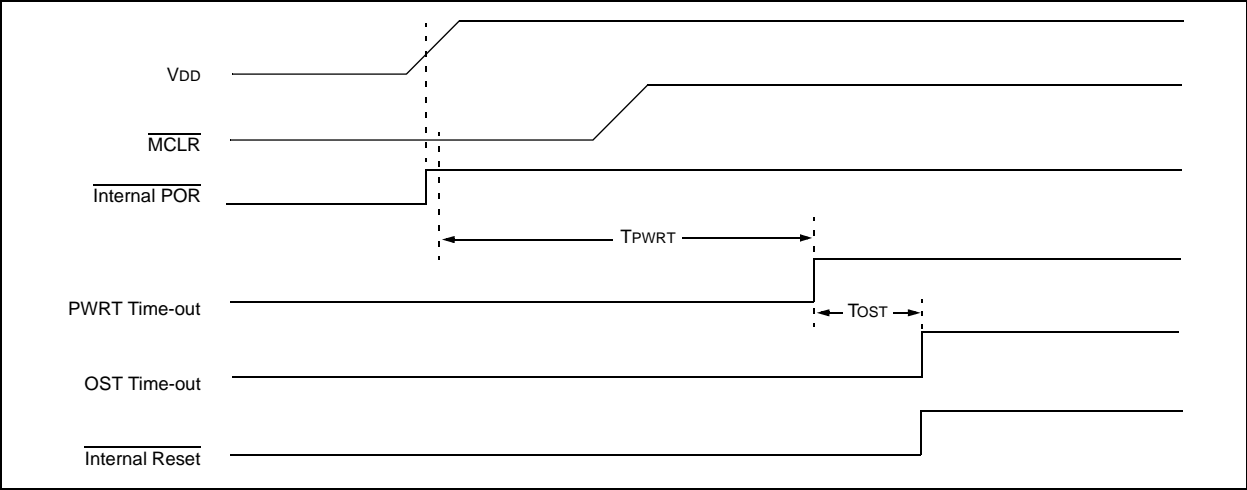 VDD
MCLR
Internal POR
TPWRT
PWRT Time-out
TOST
OST Time-out
Internal Reset